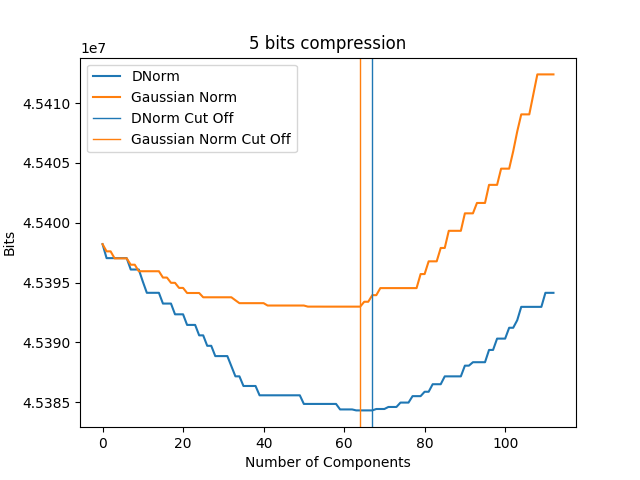 5 bits compression
1e7
DNorm
Gaussian Norm
DNorm Cut Off
Gaussian Norm Cut Off
4.5410
4.5405
4.5400
4.5395
4.5390
4.5385
Bits
0 20 40 60 80 100
Number of Components